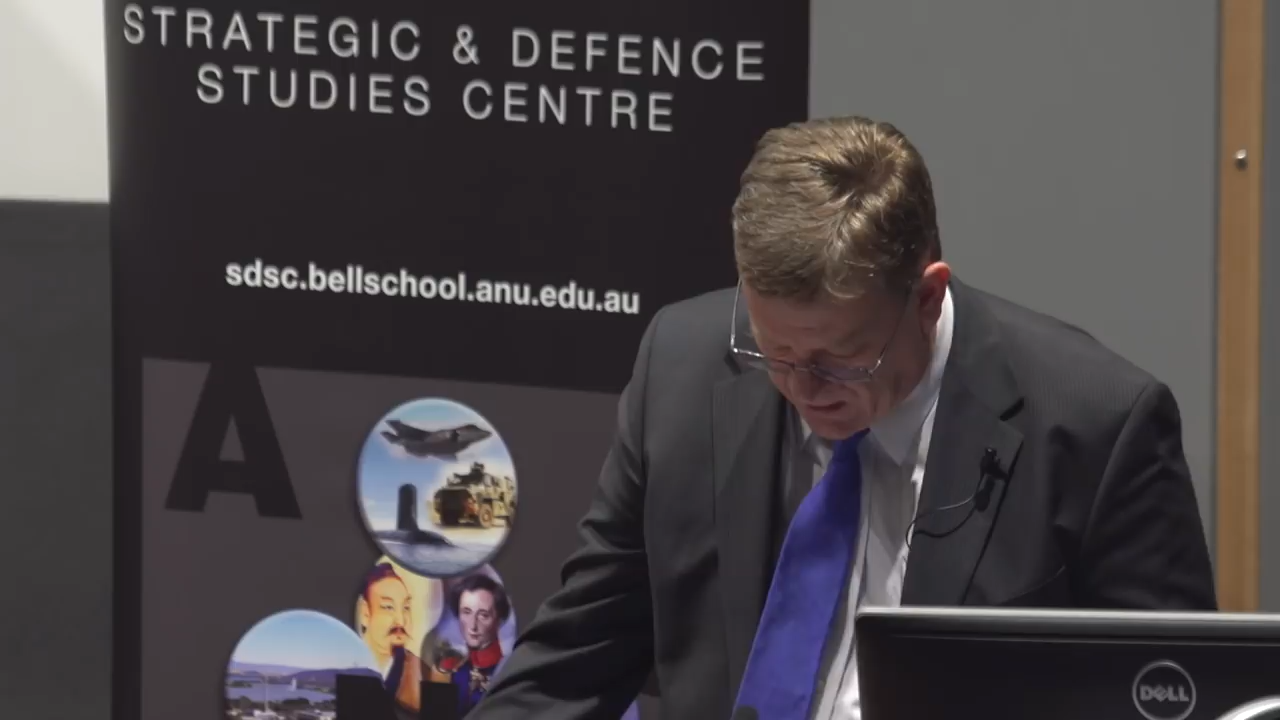 STRATEGIC & DEFENCE
STUDIES CENTRE
sdsc.bellschool.anu.edu.au
A
DELL